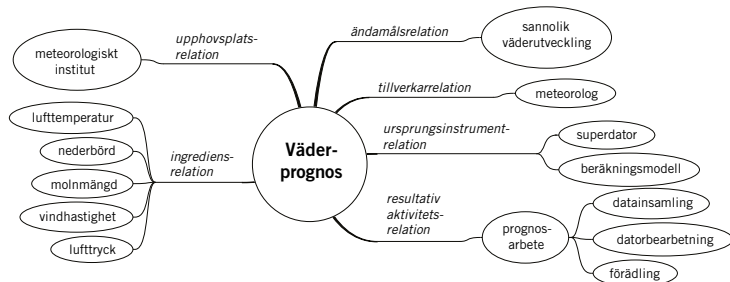 meteorologiskt
institut
upphovsplats-
relation
ändamålsrelation
sannolik
väderutveckling
tillverkarrelation
meteorolog
lufttemperatur
nederbörd
molnmängd
vindhastighet
lufttryck
ingrediens-
relation
Väder-
prognos
ursprungsinstrument-
relation
superdator
beräkningsmodell
resultativ
aktivitets-
relation
prognos-
arbete
datainsamling
datorbearbetning
förädling